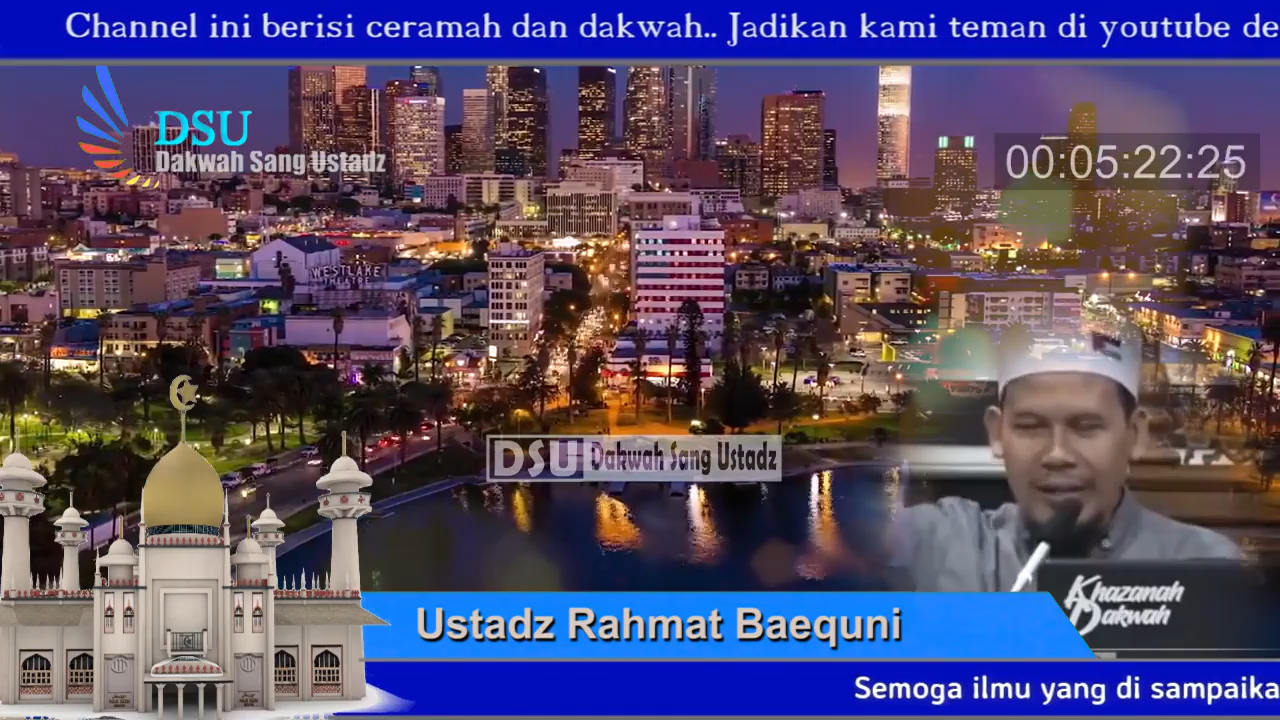 Channel ini berisi ceramah dan dakwah.. Jadikan kami teman di youtube de
DSU
Dakwah Sang Ustadz
00:05:22:25
WESTLAKE
THEATRE
DSU Dakwah Sang Ustadz
Khazanah
Dakwah
Ustadz Rahmat Baequni
Semoga ilmu yang di sampaika